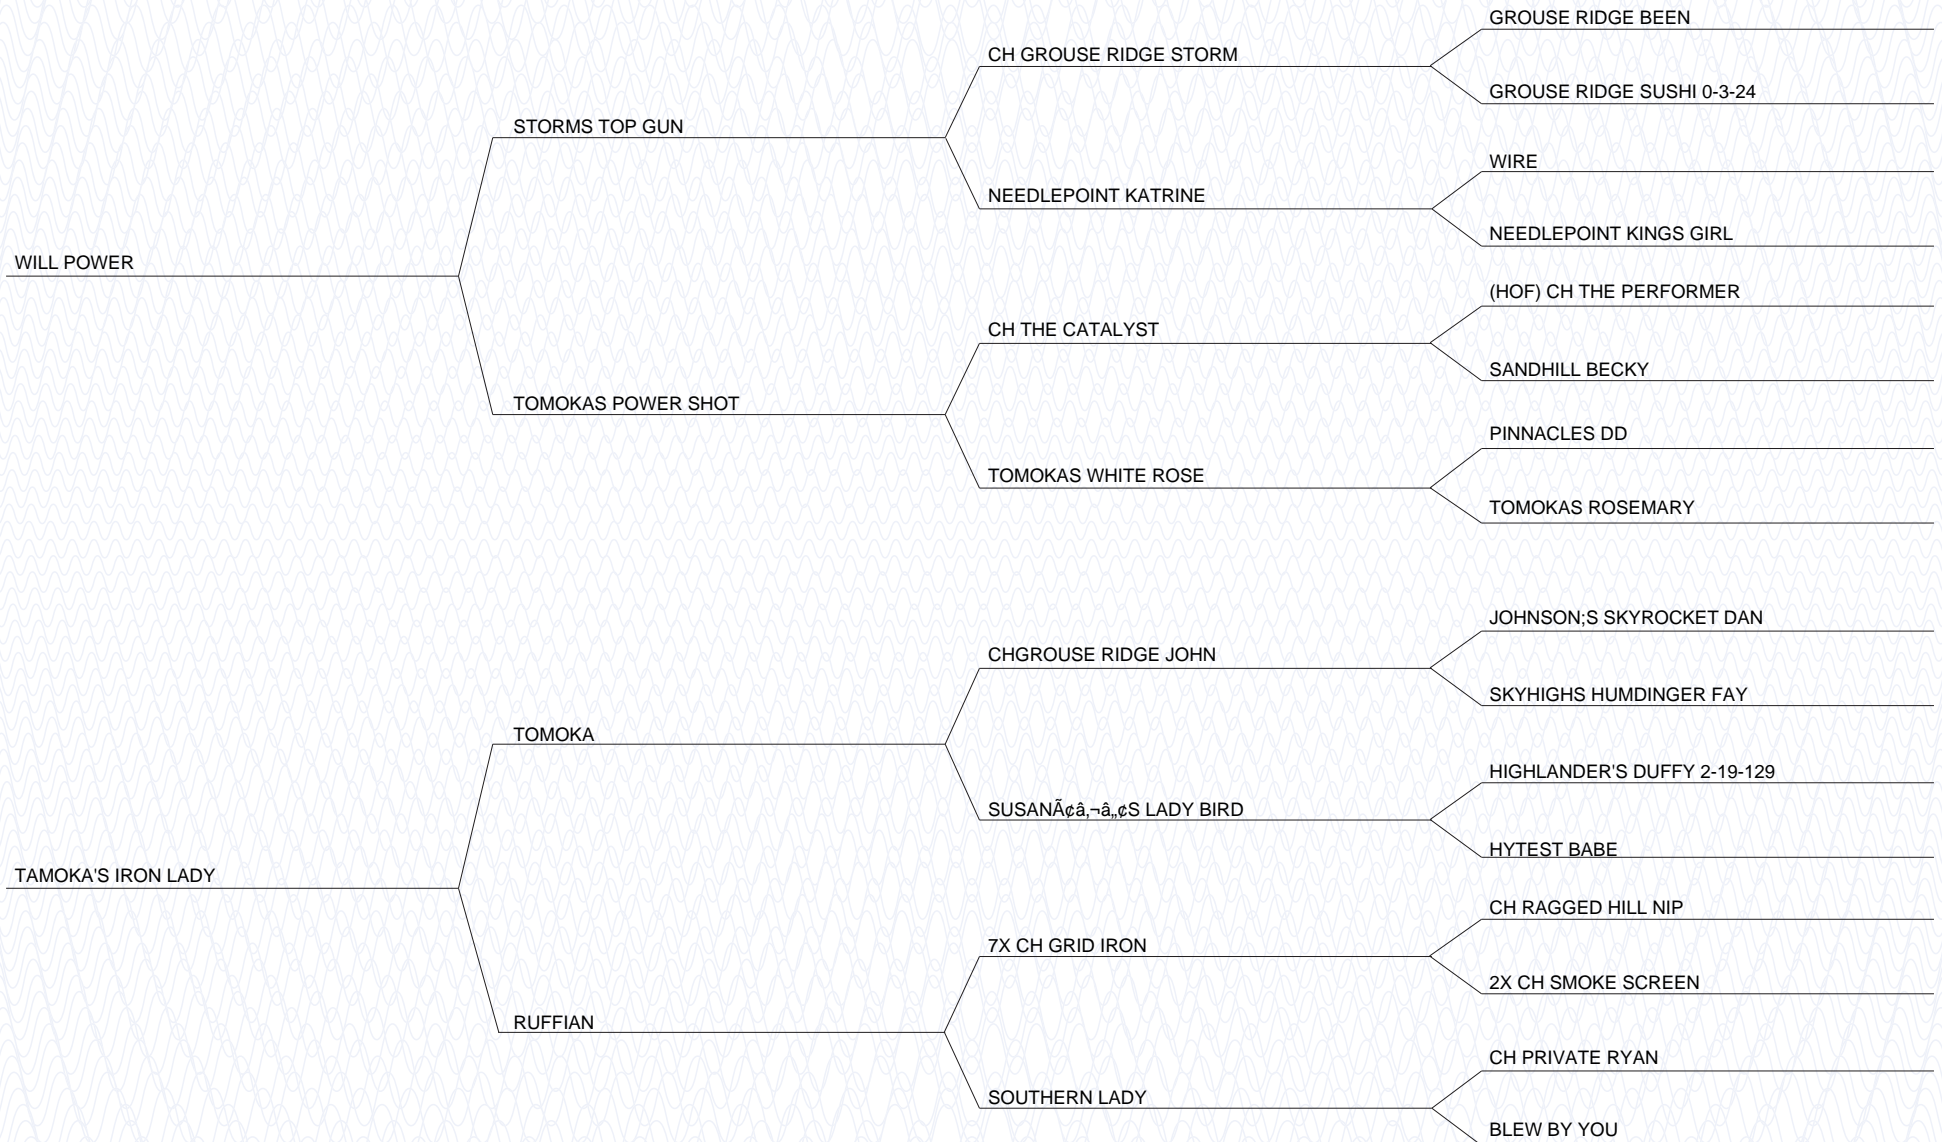 GROUSE RIDGE BEEN
CH GROUSE RIDGE STORM
GROUSE RIDGE SUSHI 0-3-24
STORMS TOP GUN
WIRE
NEEDLEPOINT KATRINE
NEEDLEPOINT KINGS GIRL
WILL POWER
(HOF) CH THE PERFORMER
CH THE CATALYST
SANDHILL BECKY
TOMOKAS POWER SHOT
PINNACLES DD
TOMOKAS WHITE ROSE
TOMOKAS ROSEMARY
JOHNSON;S SKYROCKET DAN
CHGROUSE RIDGE JOHN
SKYHIGHS HUMDINGER FAY
TOMOKA
HIGHLANDER'S DUFFY 2-19-129
SUSANÃ¢â‚¬â„¢S LADY BIRD
HYTEST BABE
TAMOKA'S IRON LADY
CH RAGGED HILL NIP
7X CH GRID IRON
2X CH SMOKE SCREEN
RUFFIAN
CH PRIVATE RYAN
SOUTHERN LADY
BLEW BY YOU